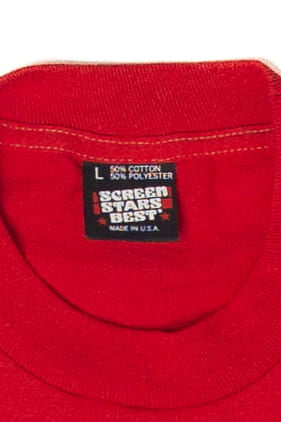 L 50% COTTON
50% POLYESTER
SCREEN
STARS
BEST
MADE IN U.S.A.